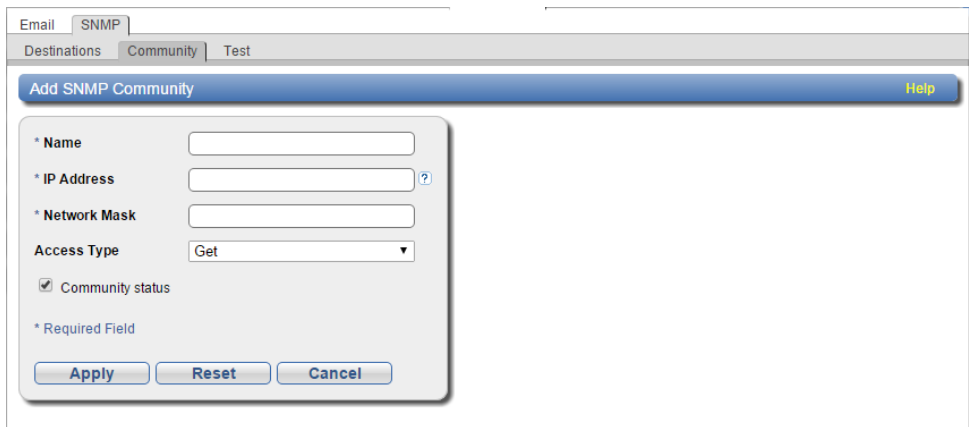 Email SNMP
Destinations Community Test
Add SNMP Community Help
* Name
* IP Address ?
* Network Mask
Access Type Get
Community status
* Required Field
Apply Reset Cancel